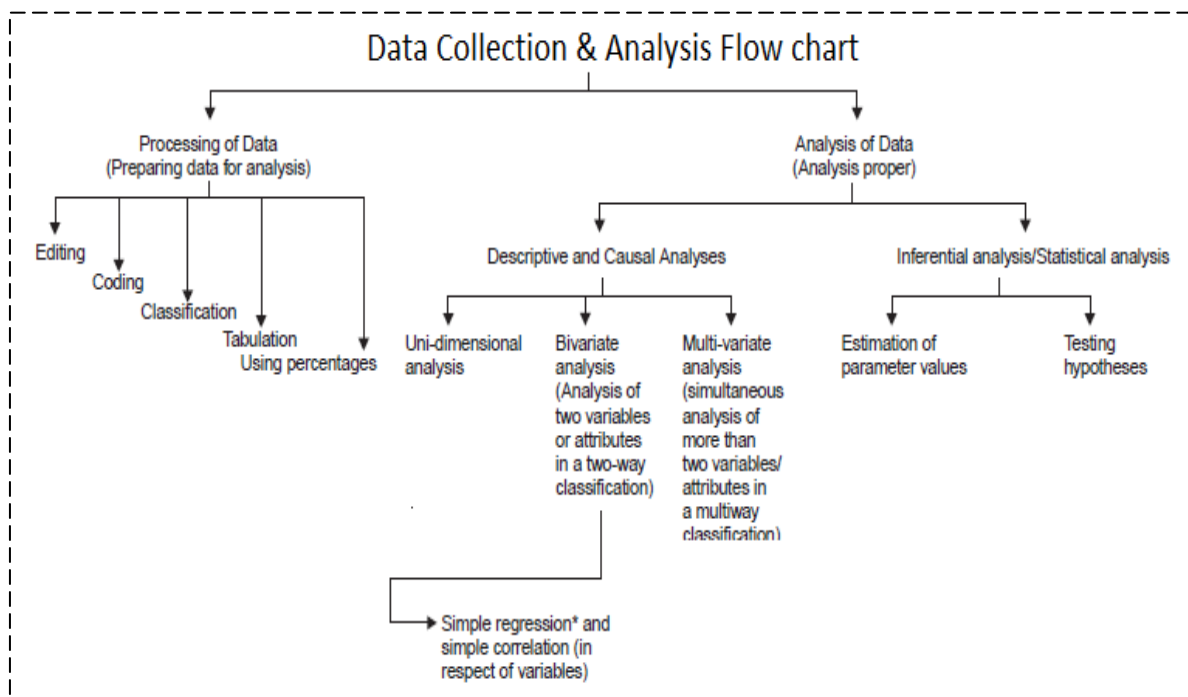 Data Collection & Analysis Flow chart
Processing of Data
(Preparing data for analysis)
Editing
Coding
Classification
Tabulation
Using percentages
Analysis of Data
(Analysis proper)
Descriptive and Causal Analyses
Uni-dimensional
analysis
Bivariate
analysis
(Analysis of
two variables
or attributes
in a two-way
classification)
Multi-variate
analysis
(simultaneous
analysis of
more than
two variables/
attributes in
a multiway
classification)
Inferential analysis/Statistical analysis
Estimation of
parameter values
Testing
hypotheses
Simple regression* and
simple correlation (in
respect of variables)